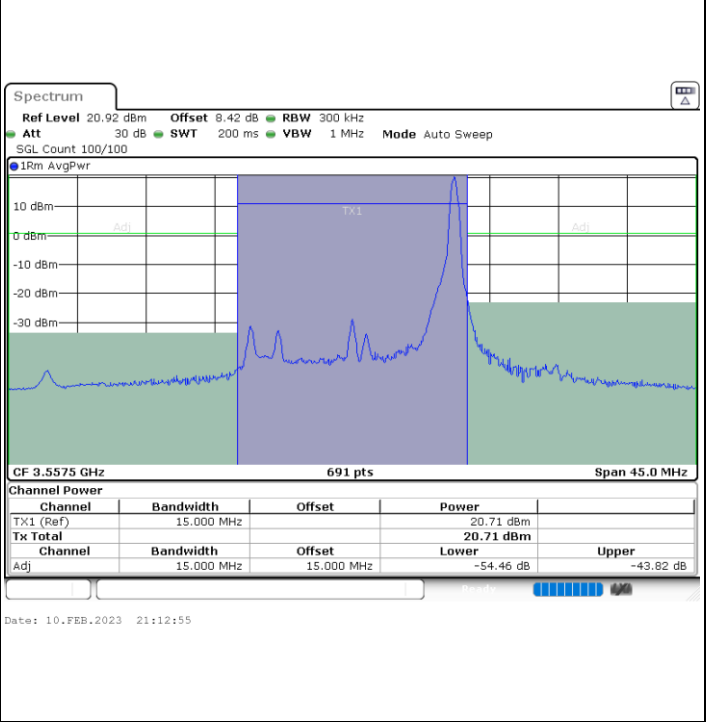 Spectrum
Ref Level 20.92 dBm Offset 8.42 dB RBW 300 kHz
Att 30 dB SWT 200 ms VBW 1 MHz Mode Auto Sweep
SGL Count 100/100
1Rm AvgPwr
10 dBm
TX1
Adj Adj
0 dBm
-10 dBm
-20 dBm
-30 dBm
CF 3.5575 GHz 691 pts Span 45.0 MHz
Channel Power
Channel Bandwidth Offset Power
TX1 (Ref) 15.000 MHz 20.71 dBm
Tx Total 20.71 dBm
Channel Bandwidth Offset Lower Upper
Adj 15.000 MHz 15.000 MHz -54.46 dB -43.82 dB
Ready
Date: 10.FEB.2023 21:12:55